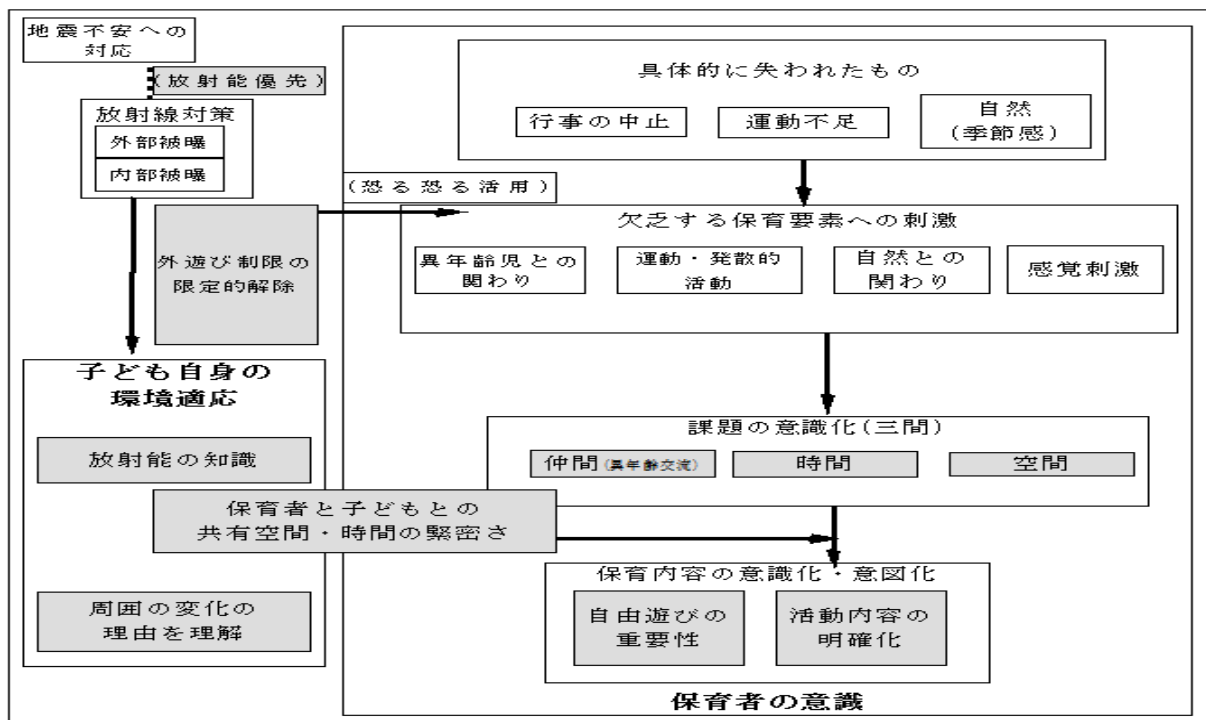 地震不安への
対応
(放射能優先)
放射線対策
外部被曝
内部被曝
外遊び制限の
限定的解除
子ども自身の
環境適応
放射能の知識
周囲の変化の
理由を理解
保育者と子どもとの
共有空間・時間の緊密さ
具体的に失われたもの
行事の中止
運動不足
自然
(季節感)
(恐る恐る活用)
欠乏する保育要素への刺激
異年齢児との
関わり
運動・発散的
活動
自然との
関わり
感覚刺激
課題の意識化(三間)
仲間(異年齢交流)
時間
空間
保育内容の意識化・意図化
自由遊びの
重要性
活動内容の
明確化
保育者の意識